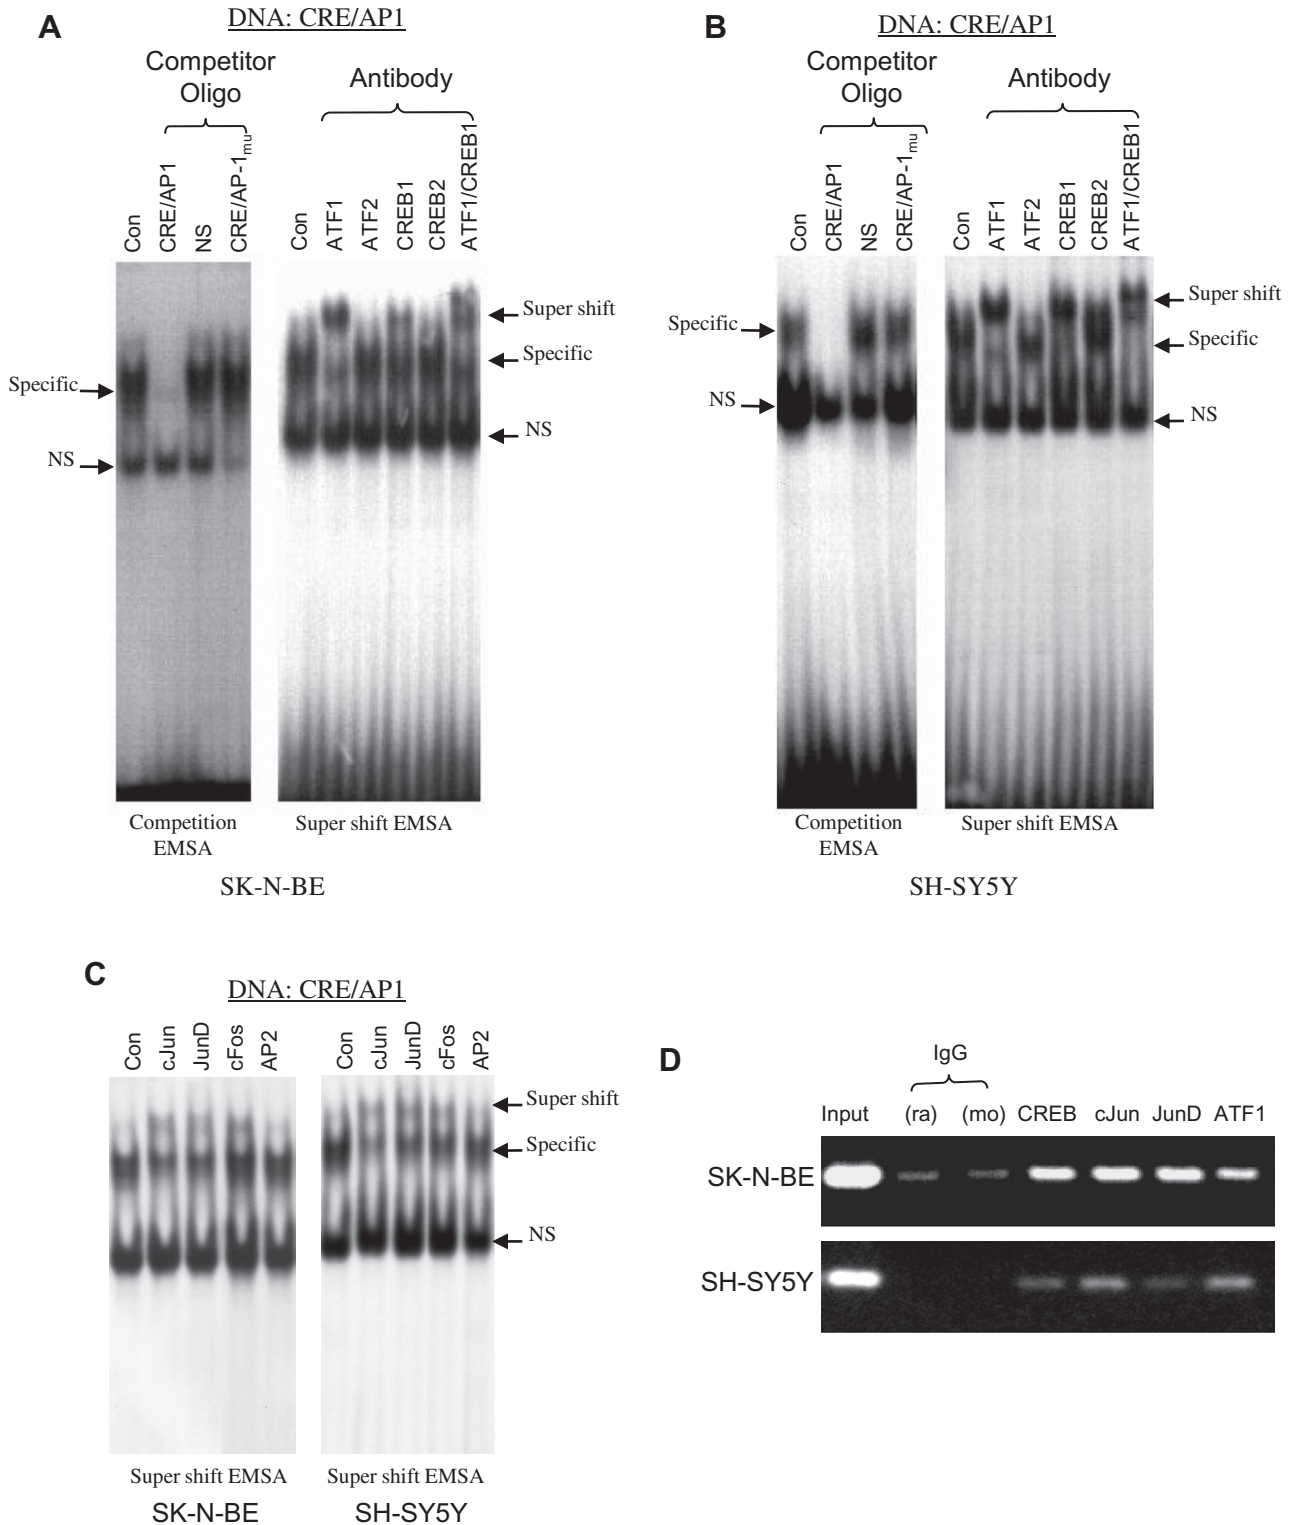 A
DNA: CRE/AP1
Competitor
Oligo
Antibody
Con
CRE/AP1
NS
CRE/AP-1mu
Con
ATF1
ATF2
CREB1
CREB2
ATF1/CREB1
Specific
NS
Super shift
Specific
NS
Competition
EMSA
Super shift EMSA
SK-N-BE
B
DNA: CRE/AP1
Competitor
Oligo
Antibody
Con
CRE/AP1
NS
CRE/AP-1mu
Con
ATF1
ATF2
CREB1
CREB2
ATF1/CREB1
Specific
NS
Super shift
Specific
NS
Competition
EMSA
Super shift EMSA
SH-SY5Y
C
DNA: CRE/AP1
Con
cJun
JunD
cFos
AP2
Con
cJun
JunD
cFos
AP2
Super shift
Specific
NS
Super shift EMSA
Super shift EMSA
SK-N-BE
SH-SY5Y
D
IgG
Input (ra) (mo) CREB cJun JunD ATF1
SK-N-BE
SH-SY5Y